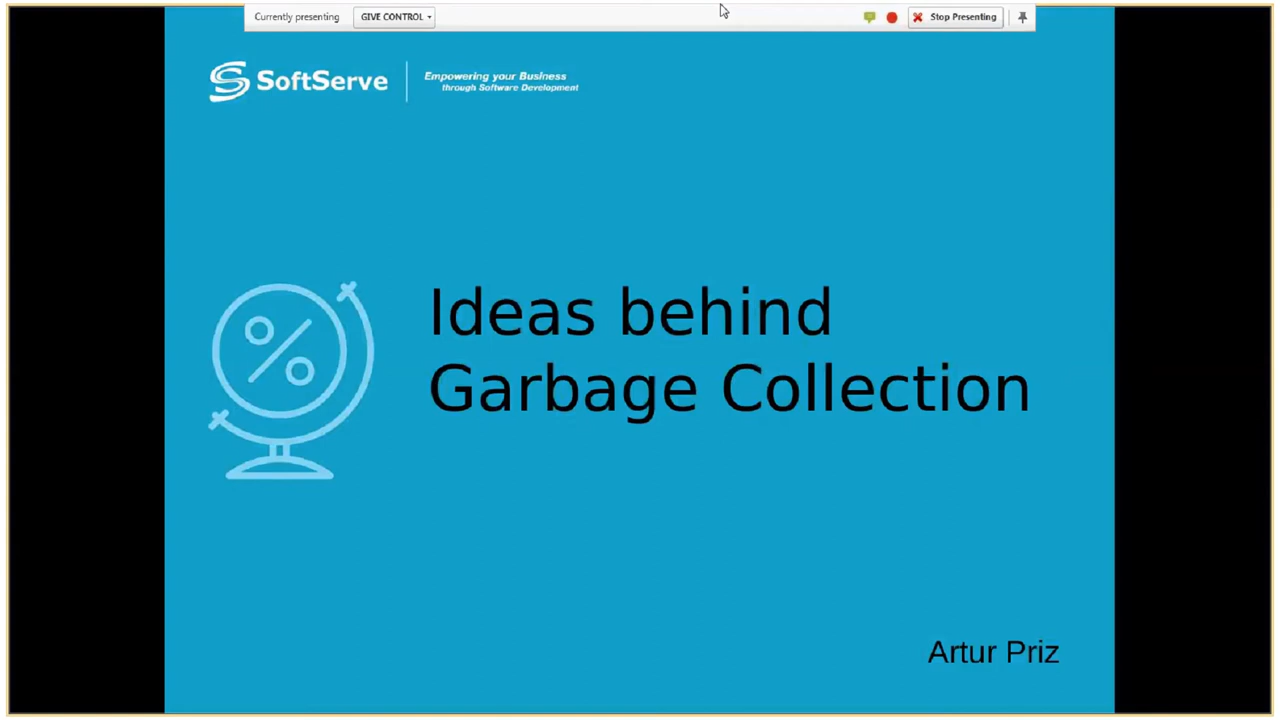 Currently presenting GIVE CONTROL Stop Presenting
SoftServe
Empowering your Business
through Software Development
Ideas behind
Garbage Collection
Artur Priz